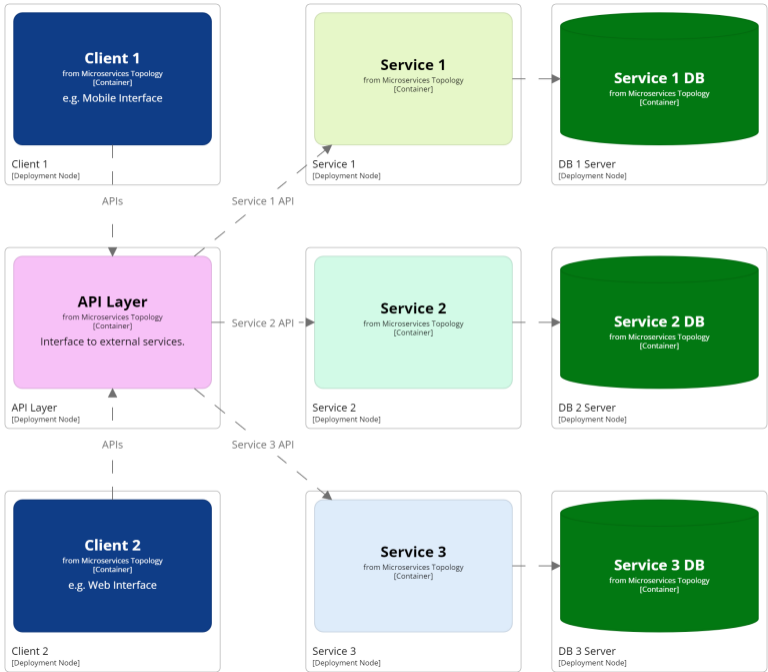 Client 1
from Microservices Topology
[Container]
e.g. Mobile Interface
Client 1
[Deployment Node]
Service 1
from Microservices Topology
[Container]
Service 1
[Deployment Node]
Service 1 DB
from Microservices Topology
[Container]
DB 1 Server
[Deployment Node]
APIs
Service 1 API
API Layer
from Microservices Topology
[Container]
Interface to external services.
API Layer
[Deployment Node]
Service 2 API
Service 2
from Microservices Topology
[Container]
Service 2
[Deployment Node]
Service 2 DB
from Microservices Topology
[Container]
DB 2 Server
[Deployment Node]
APIs
Service 3 API
Client 2
from Microservices Topology
[Container]
e.g. Web Interface
Client 2
[Deployment Node]
Service 3
from Microservices Topology
[Container]
Service 3
[Deployment Node]
Service 3 DB
from Microservices Topology
[Container]
DB 3 Server
[Deployment Node]